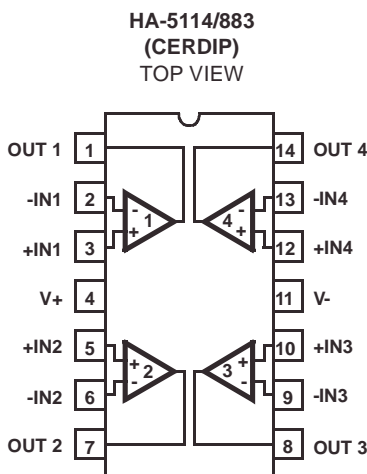 HA-5114/883
(CERDIP)
TOP VIEW
OUT 1 1 14 OUT 4
-IN1 2 - - 13 -IN4
1 4
+IN1 3 + + 12 +IN4
V+ 4 11 V-
+IN2 5 + + 10 +IN3
2 3
-IN2 6 - - 9 -IN3
OUT 2 7 8 OUT 3